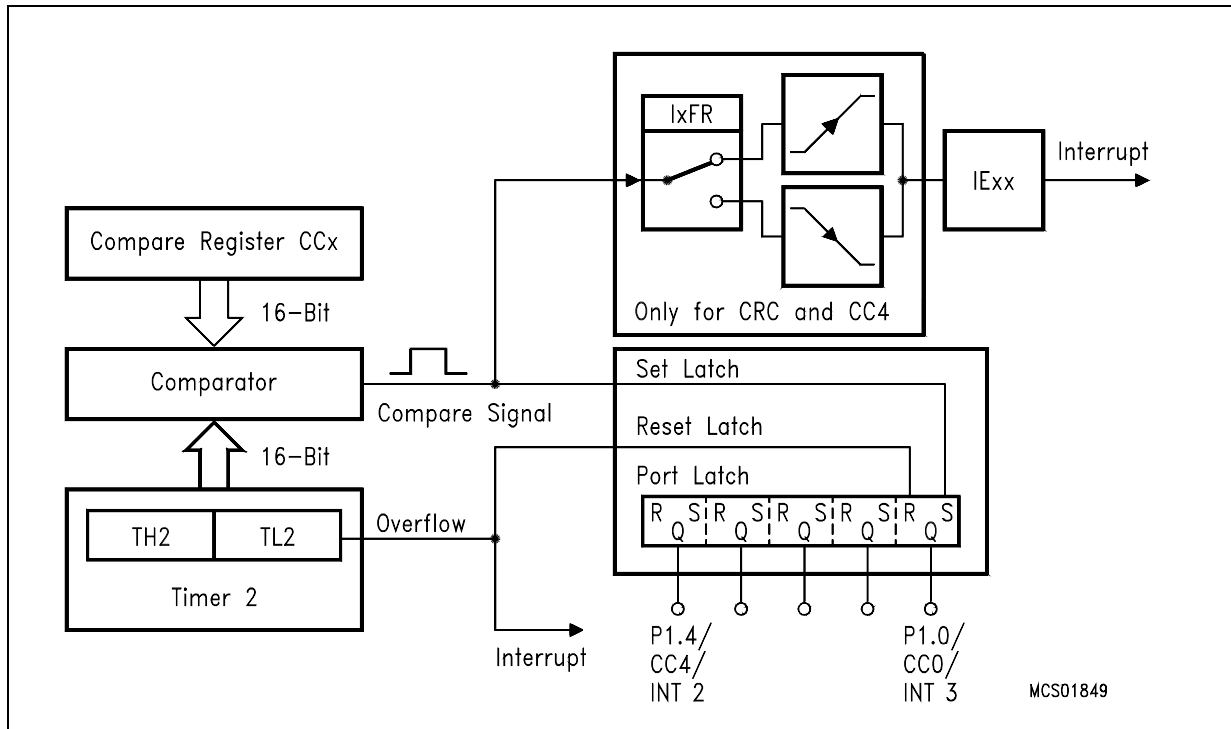 IxFR
IExx
Interrupt
Only for CRC and CC4
Compare Register CCx
16-Bit
Comparator
Compare Signal
16-Bit
TH2
TL2
Timer 2
Overflow
Interrupt
Set Latch
Reset Latch
Port Latch
R S R S R S R S R S
Q Q Q Q Q
P1.4/
CC4/
INT 2
P1.0/
CC0/
INT 3
MCS01849